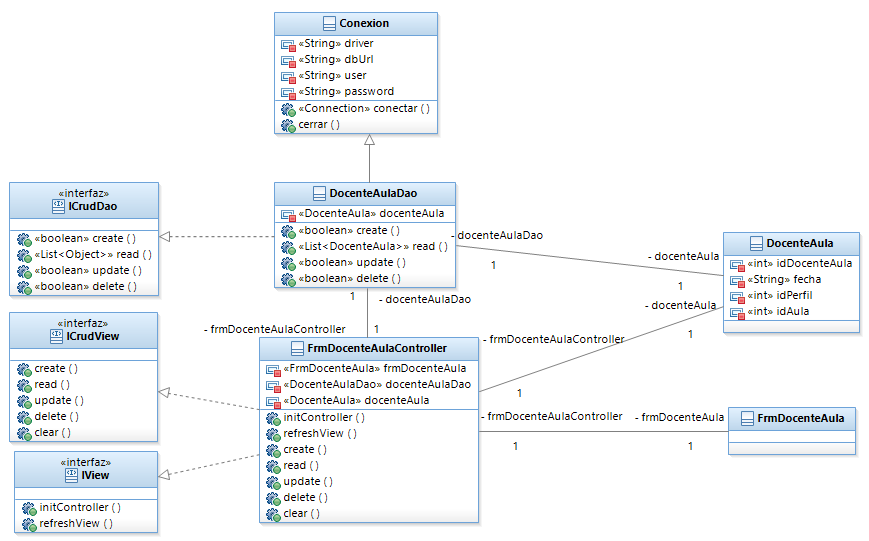 Conexion
«String» driver
«String» dbUrl
«String» user
«String» password
«Connection» conectar ( )
cerrar ( )
«interfaz»
ICrudDao
«boolean» create ( )
«List<Object>» read ( )
«boolean» update ( )
«boolean» delete ( )
DocenteAulaDao
«DocenteAula» docenteAula
«boolean» create ( )
«List<DocenteAula>» read ( )
«boolean» update ( )
«boolean» delete ( )
- docenteAulaDao
1
- docenteAula
1
DocenteAula
«int» idDocenteAula
«String» fecha
«int» idPerfil
«int» idAula
1
- docenteAulaDao
- frmDocenteAulaController
1
- docenteAula
1
- frmDocenteAulaController
1
«interfaz»
ICrudView
create ( )
read ( )
update ( )
delete ( )
clear ( )
FrmDocenteAulaController
«FrmDocenteAula» frmDocenteAula
«DocenteAulaDao» docenteAulaDao
«DocenteAula» docenteAula
initController ( )
refreshView ( )
create ( )
read ( )
update ( )
delete ( )
clear ( )
- frmDocenteAulaController
1
- frmDocenteAula
1
FrmDocenteAula
«interfaz»
IView
initController ( )
refreshView ( )